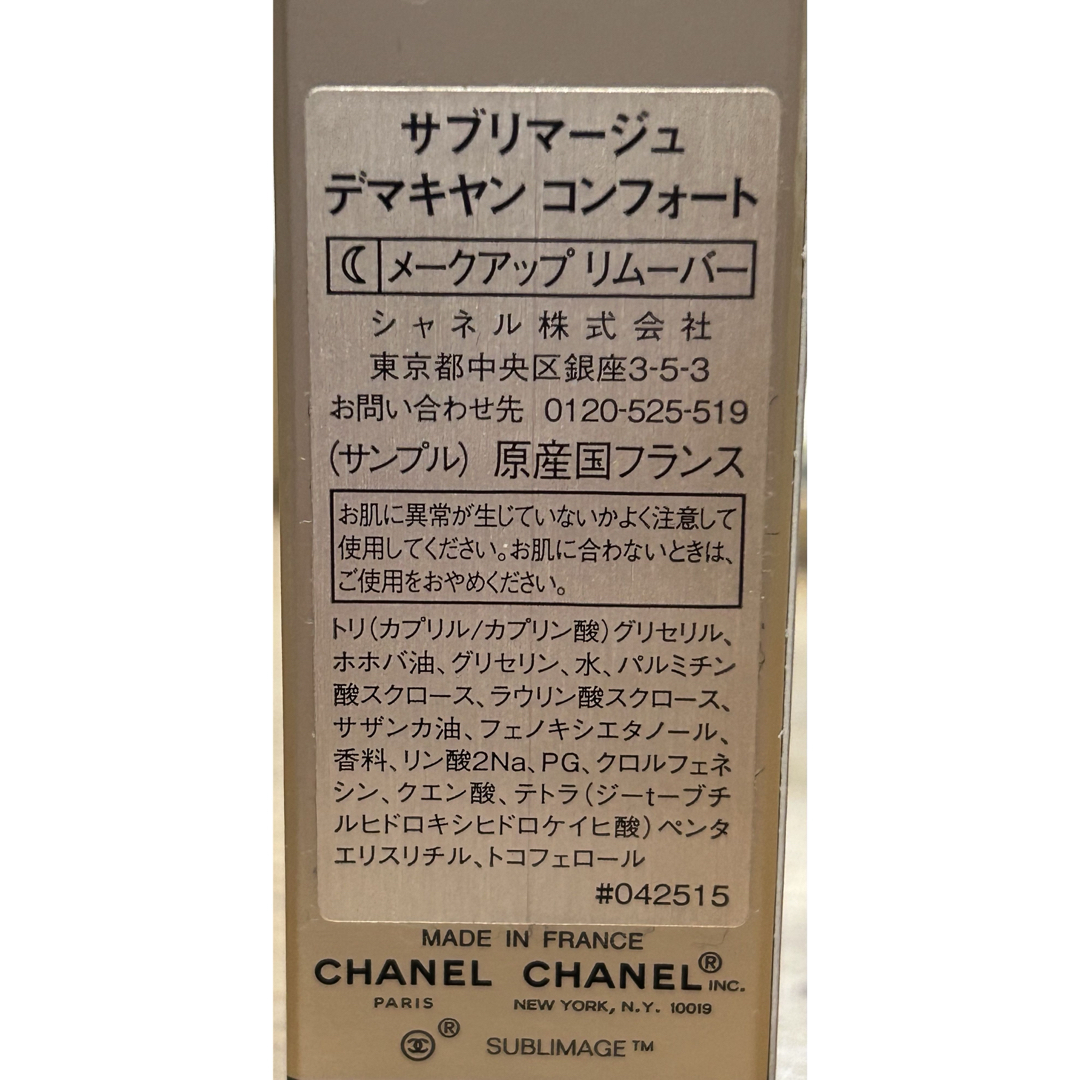 サブリマージュ
デマキヤン コンフォート
メークアップ リムーバー
シャネル株式会社
東京都中央区銀座3-5-3
お問い合わせ先 0120-525-519
(サンプル) 原産国フランス
お肌に異常が生じていないかよく注意して
使用してください。お肌に合わないときは、
ご使用をおやめください。
トリ(カプリル/カプリン酸)グリセリル、
ホホバ油、グリセリン、水、パルミチン
酸スクロース、ラウリン酸スクロース、
サザンカ油、フェノキシエタノール、
香料、リン酸2Na、PG、クロルフェネ
シン、クエン酸、テトラ(ジーtーブチ
ルヒドロキシヒドロケイヒ酸)ペンタ
エリスリチル、トコフェロール
#042515
MADE IN FRANCE
CHANEL CHANEL® INC.
PARIS NEW YORK, N.Y. 10019
® SUBLIMAGE™